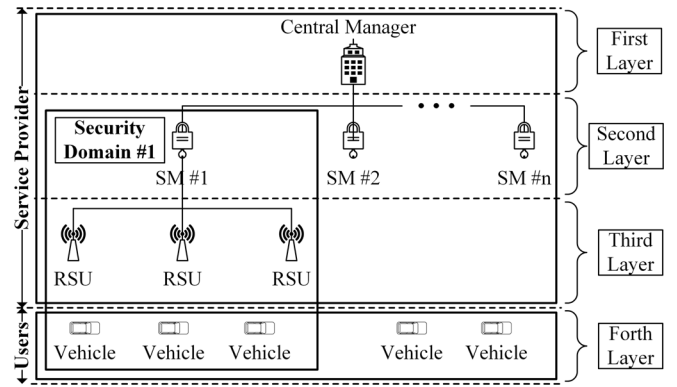 Central Manager
First
Layer
Service Provider
Security
Domain #1
SM #1
SM #2
SM #n
Second
Layer
RSU
RSU
RSU
Third
Layer
Users
Vehicle
Vehicle
Vehicle
Vehicle
Vehicle
Forth
Layer